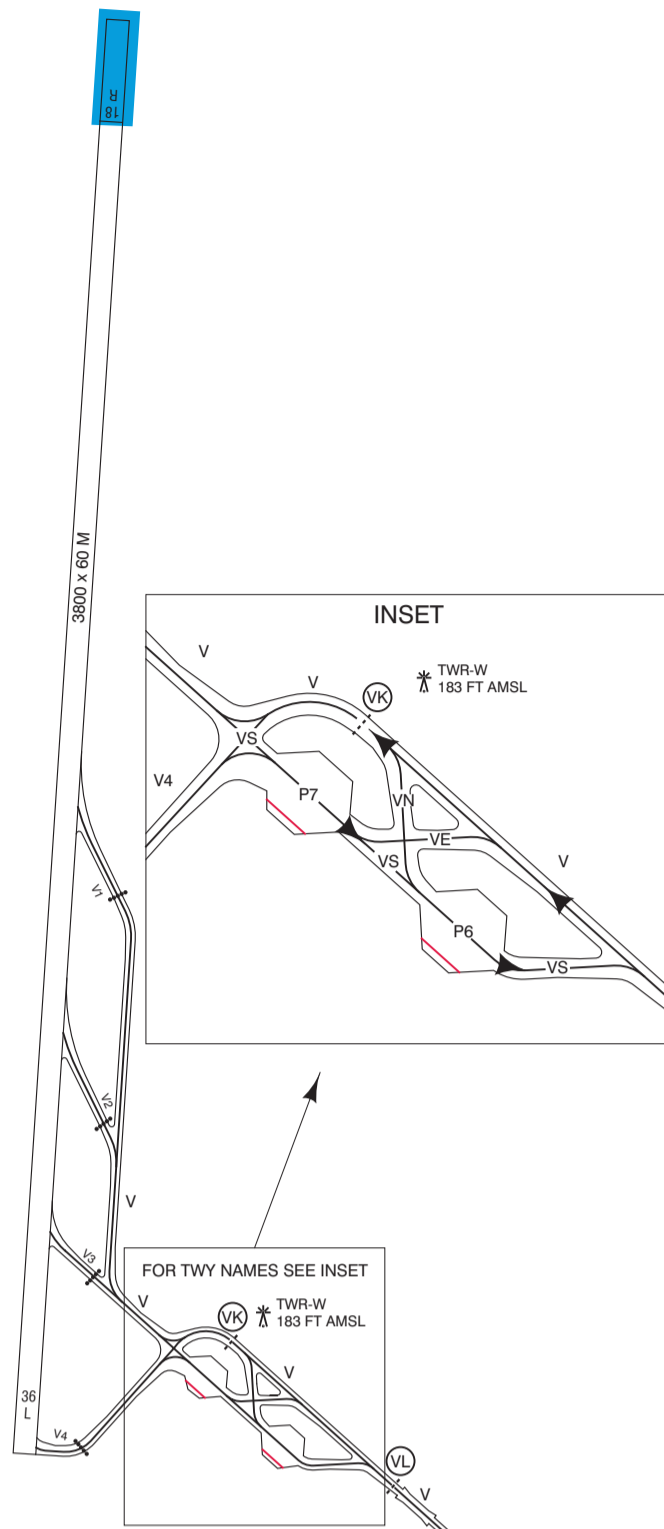 18
R
3800 x 60 M
INSET
V
V
VK
TWR-W
183 FT AMSL
VS
V4
P7
VN
VE
VS
V
P6
VS
V1
V2
V
V3
V
FOR TWY NAMES SEE INSET
VK
TWR-W
183 FT AMSL
V
36
L
V4
VL
V